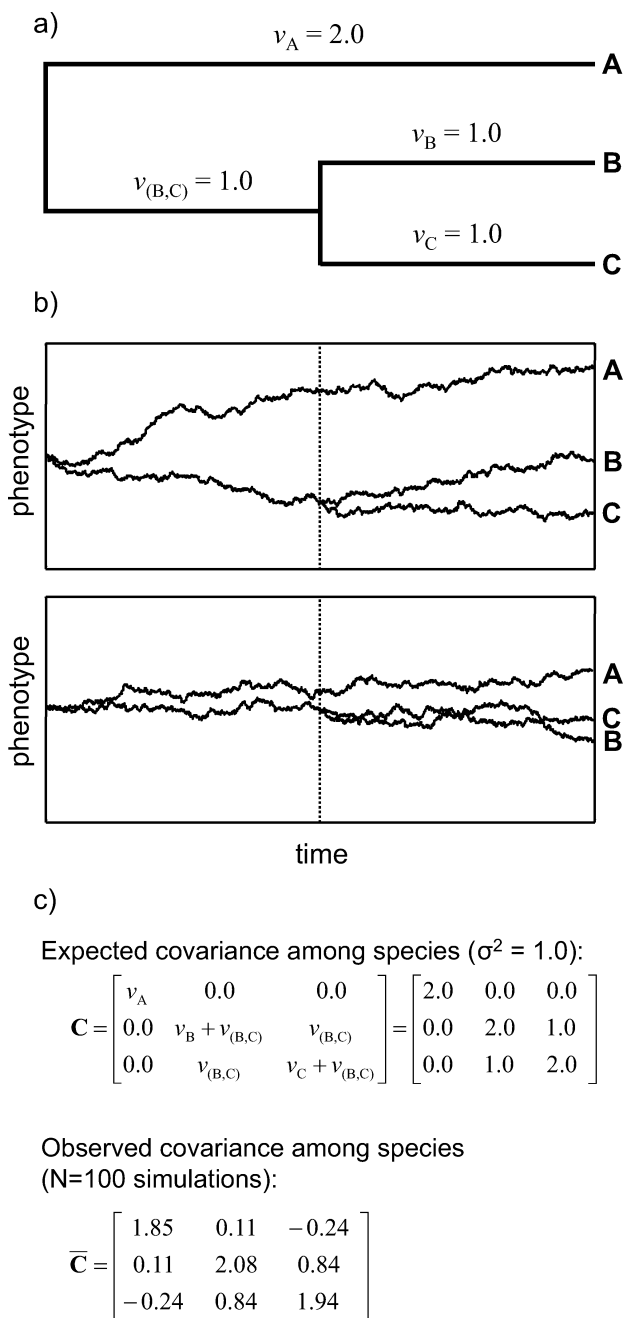 a)
v_A = 2.0
A
v_B = 1.0
B
v_(B,C) = 1.0
v_C = 1.0
C
b)
phenotype
A
B
C
phenotype
A
C
B
time
c)
Expected covariance among species (σ² = 1.0):
C = [ v_A 0.0 0.0 ] = [ 2.0 0.0 0.0 ]
0.0 v_B + v_(B,C) v_(B,C) 0.0 2.0 1.0
0.0 v_(B,C) v_C + v_(B,C) 0.0 1.0 2.0
Observed covariance among species
(N=100 simulations):
1.85 0.11 −0.24
C̅ = 0.11 2.08 0.84
−0.24 0.84 1.94